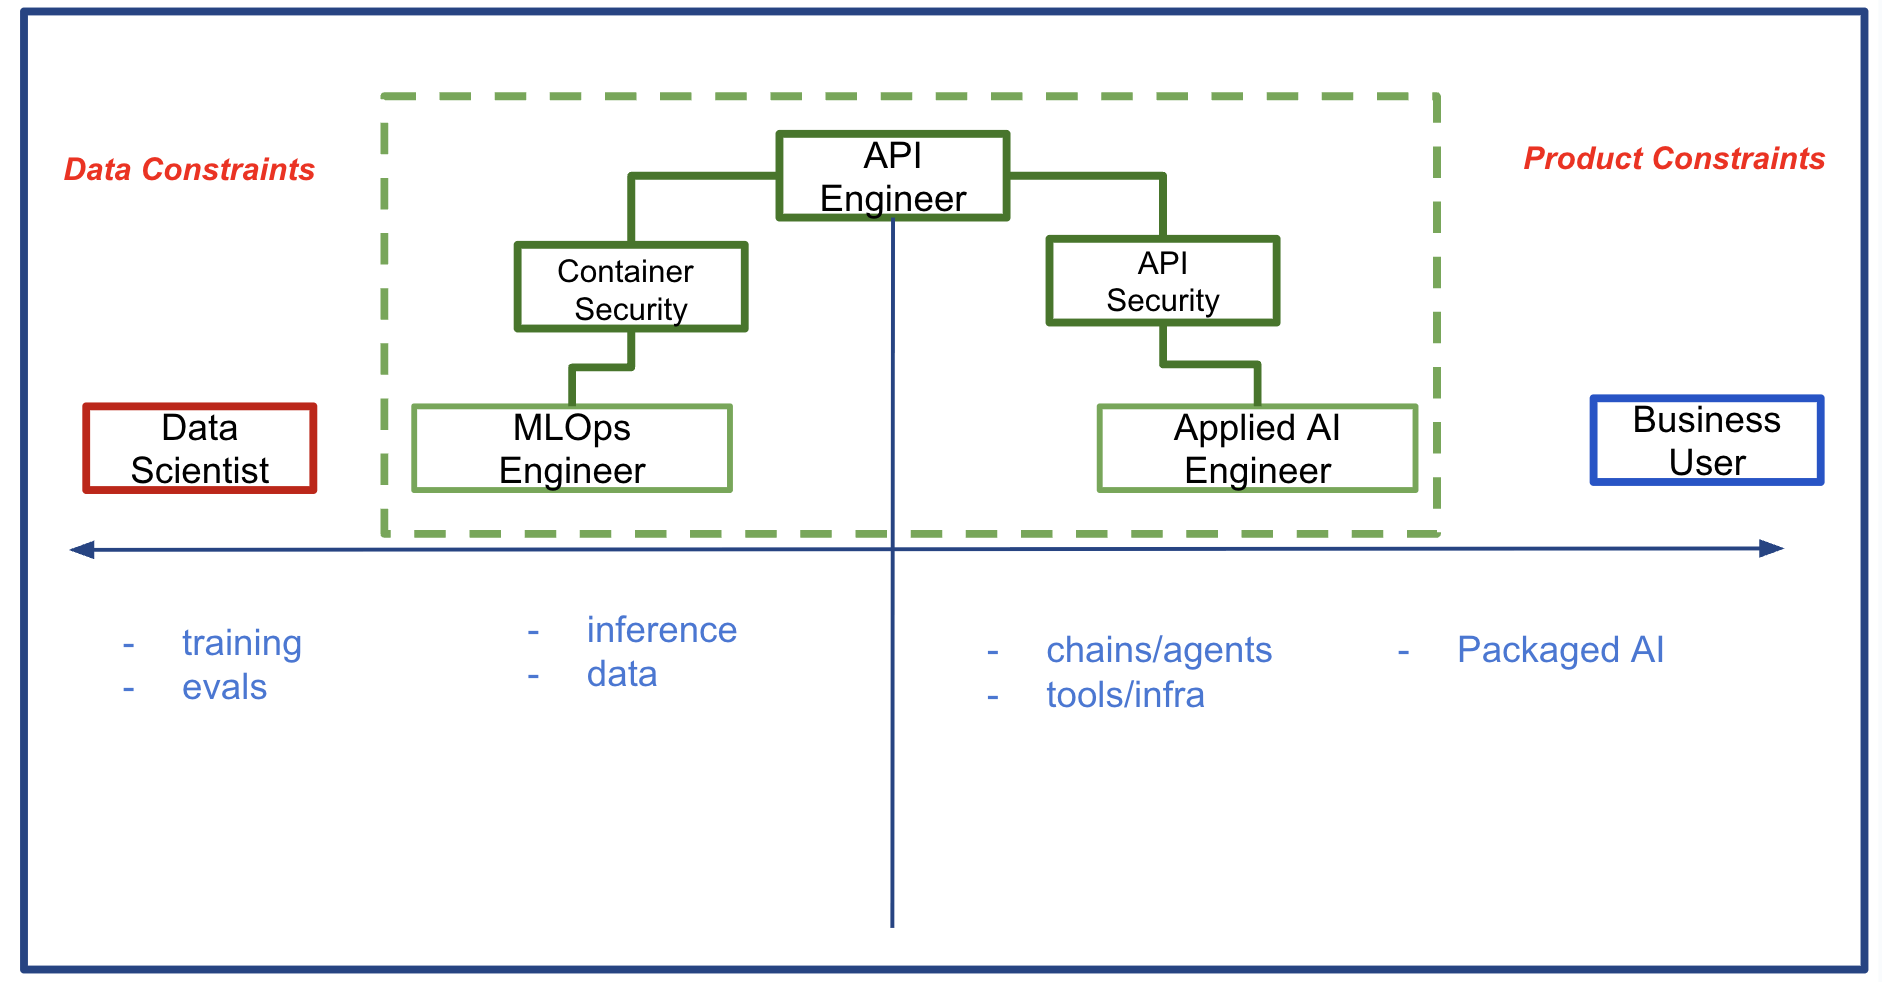 Data Constraints
API
Engineer
Product Constraints
Container
Security
API
Security
Data
Scientist
MLOps
Engineer
Applied AI
Engineer
Business
User
- training
- evals
- inference
- data
- chains/agents
- tools/infra
- Packaged AI